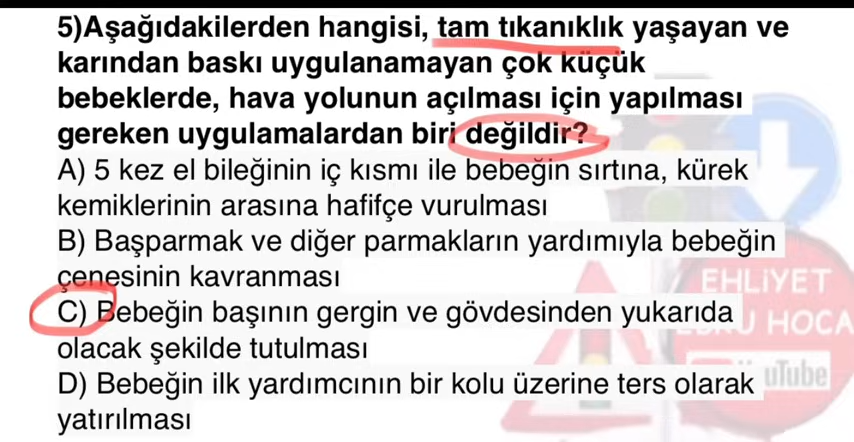 5)Aşağıdakilerden hangisi, tam tıkanıklık yaşayan ve
karından baskı uygulanamayan çok küçük
bebeklerde, hava yolunun açılması için yapılması
gereken uygulamalardan biri değildir?
A) 5 kez el bileğinin iç kısmı ile bebeğin sırtına, kürek
kemiklerinin arasına hafifçe vurulması
B) Başparmak ve diğer parmakların yardımıyla bebeğin
çenesinin kavranması
C) Bebeğin başının gergin ve gövdesinden yukarıda
olacak şekilde tutulması
D) Bebeğin ilk yardımcının bir kolu üzerine ters olarak
yatırılması
EHLİYET
EBRU HOCA
YouTube